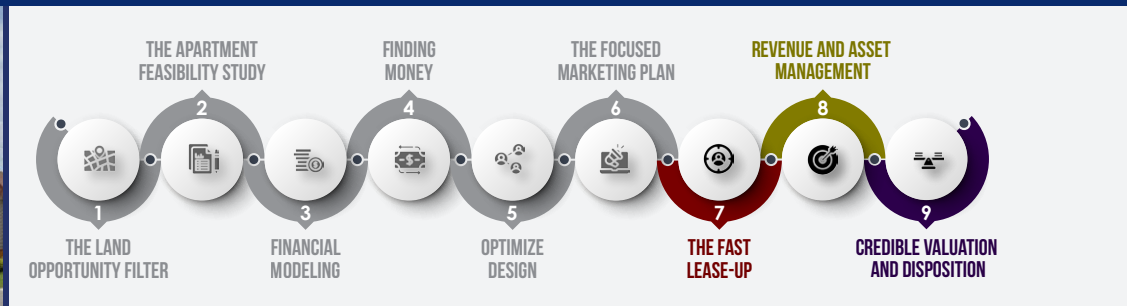 THE APARTMENT
FEASIBILITY STUDY
FINDING
MONEY
THE FOCUSED
MARKETING PLAN
REVENUE AND ASSET
MANAGEMENT
2
4
6
8
$
$
1
3
5
7
9
THE LAND
OPPORTUNITY FILTER
FINANCIAL
MODELING
OPTIMIZE
DESIGN
THE FAST
LEASE-UP
CREDIBLE VALUATION
AND DISPOSITION